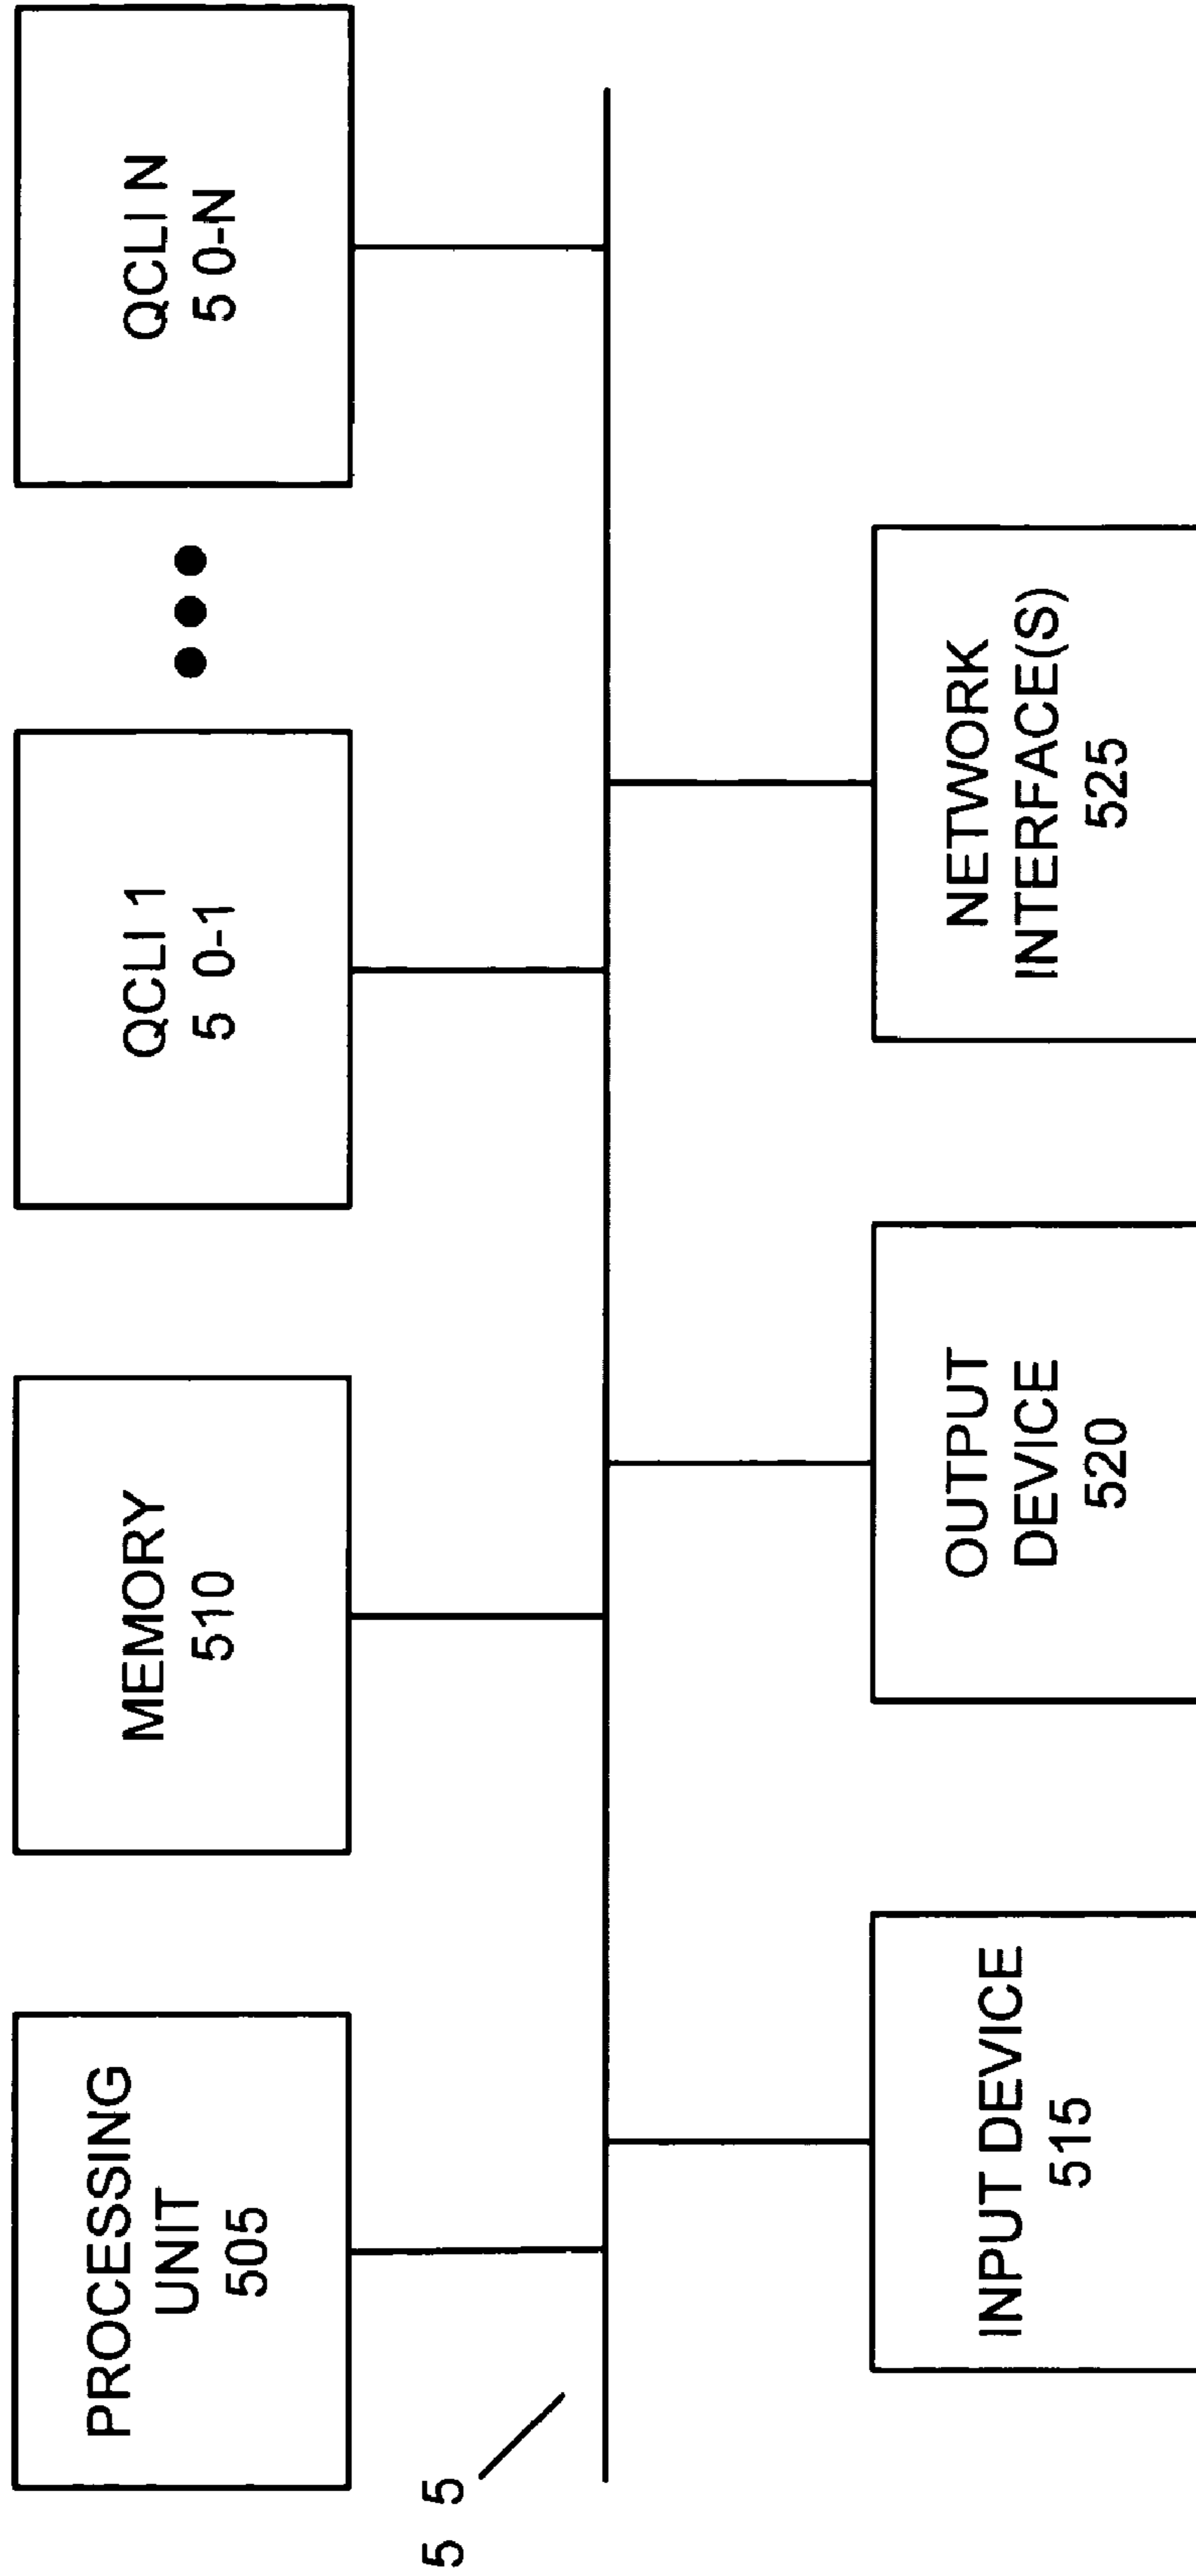 PROCESSING
UNIT
505
MEMORY
510
QCLI 1
5 0-1
QCLI N
5 0-N
5 5
INPUT DEVICE
515
OUTPUT
DEVICE
520
NETWORK
INTERFACE(S)
525